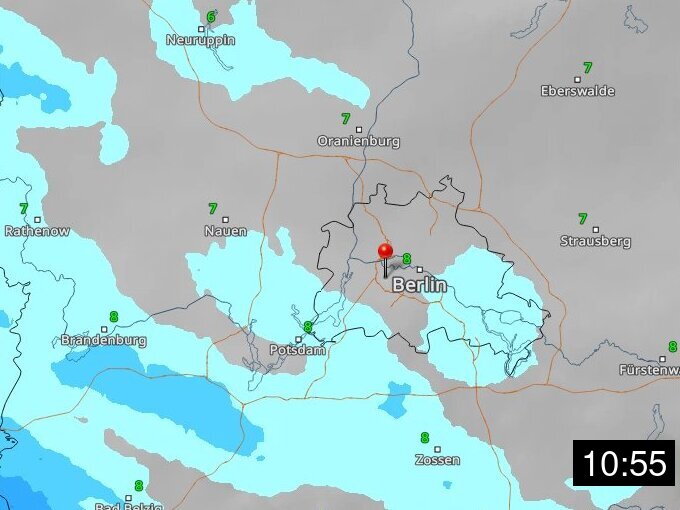 6
Neuruppin
7
Eberswalde
7
Oranienburg
7
Rathenow
7
Nauen
7
Strausberg
8
Berlin
8
Brandenburg
8
Potsdam
8
Fürstenwa
8
Zossen
10:55
8
Bad Belzig